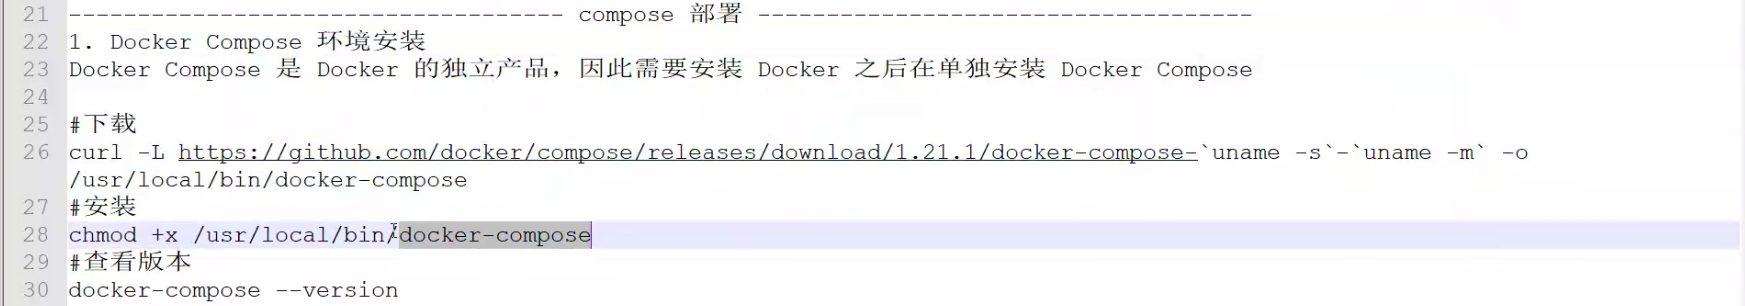 21 ------------------------------------ compose 部署 ------------------------------------
22 1. Docker Compose 环境安装
23 Docker Compose 是 Docker 的独立产品，因此需要安装 Docker 之后在单独安装 Docker Compose
24
25 #下载
26 curl -L https://github.com/docker/compose/releases/download/1.21.1/docker-compose-`uname -s`-`uname -m` -o
/usr/local/bin/docker-compose
27 #安装
28 chmod +x /usr/local/bin/docker-compose
29 #查看版本
30 docker-compose --version